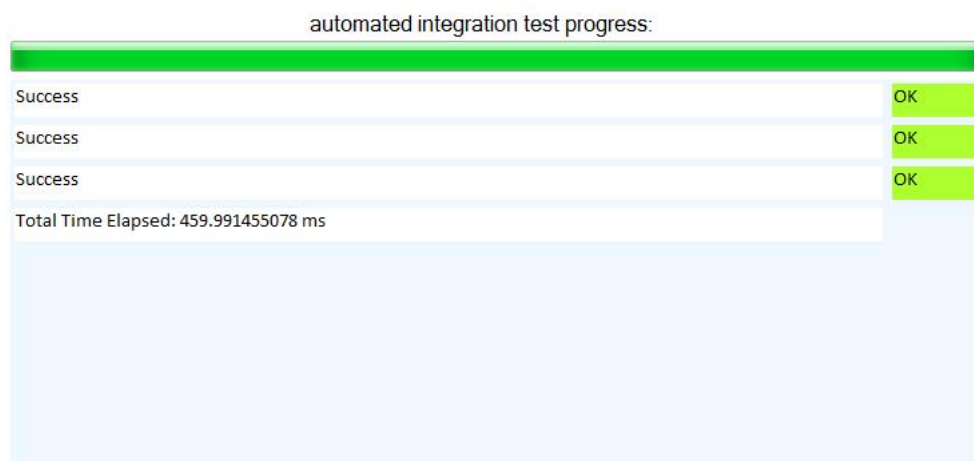 automated integration test progress:
Success OK
Success OK
Success OK
Total Time Elapsed: 459.991455078 ms